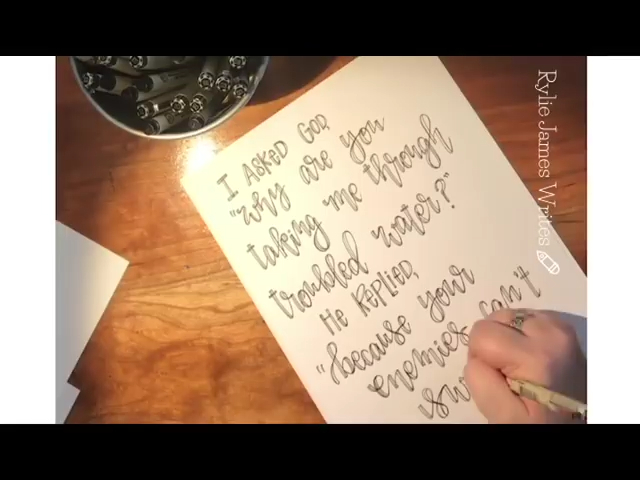 I ASKED GOD,
"why are you
taking me through
troubled water?"
He REPLIED,
"because your
enemies can't
sw
Rylie James Writes